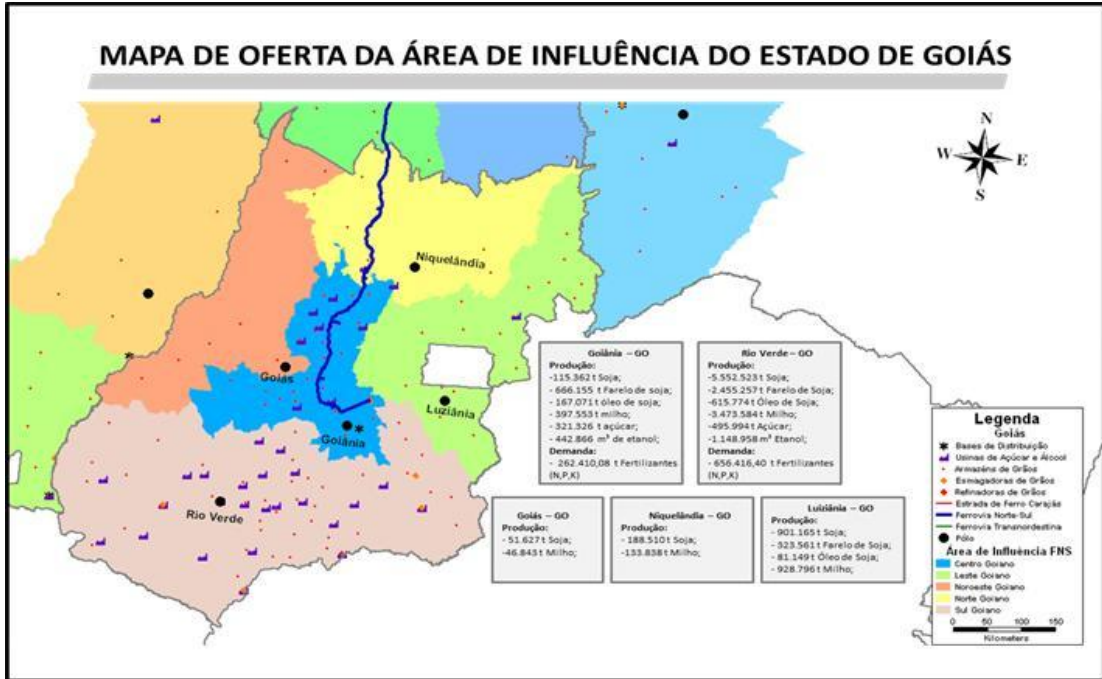 MAPA DE OFERTA DA ÁREA DE INFLUÊNCIA DO ESTADO DE GOIÁS
N
W E
S
Niquelândia
Goiás
Luziânia
Goiânia
Rio Verde
Goiânia – GO
Produção:
-115.362 t Soja;
- 666.155 t Farelo de soja;
- 167.071 t óleo de soja;
- 397.553 t milho;
- 321.326 t açúcar;
- 442.866 m³ de etanol;
Demanda:
- 262.410,08 t Fertilizantes
(N,P,K)
Rio Verde– GO
Produção:
-5.552.523 t Soja;
-2.455.257 t Farelo de Soja;
-615.774 t Óleo de Soja;
-3.473.584 t Milho;
-495.994 t Açúcar;
-1.148.958 m³ Etanol;
Demanda:
-656.416,40 t Fertilizantes
(N,P,K)
Goiás – GO
Produção:
- 51.627 t Soja;
-46.843 t Milho;
Niquelândia – GO
Produção:
- 188.510 t Soja;
-133.838 t Milho;
Luiziânia – GO
Produção:
- 901.165 t Soja;
- 323.561 t Farelo de Soja;
- 81.149 t Óleo de Soja;
- 928.796 t Milho;
Legenda
Goiás
Bases de Distribuição
Usinas de Açúcar e Álcool
Armazéns de Grãos
Esmagadoras de Grãos
Refinadoras de Grãos
Estrada de Ferro Carajás
Ferrovia Norte-Sul
Ferrovia Transnordestina
Pólo
Área de Influência FNS
Centro Goiano
Leste Goiano
Noroeste Goiano
Norte Goiano
Sul Goiano
0 50 100 150
Kilometers